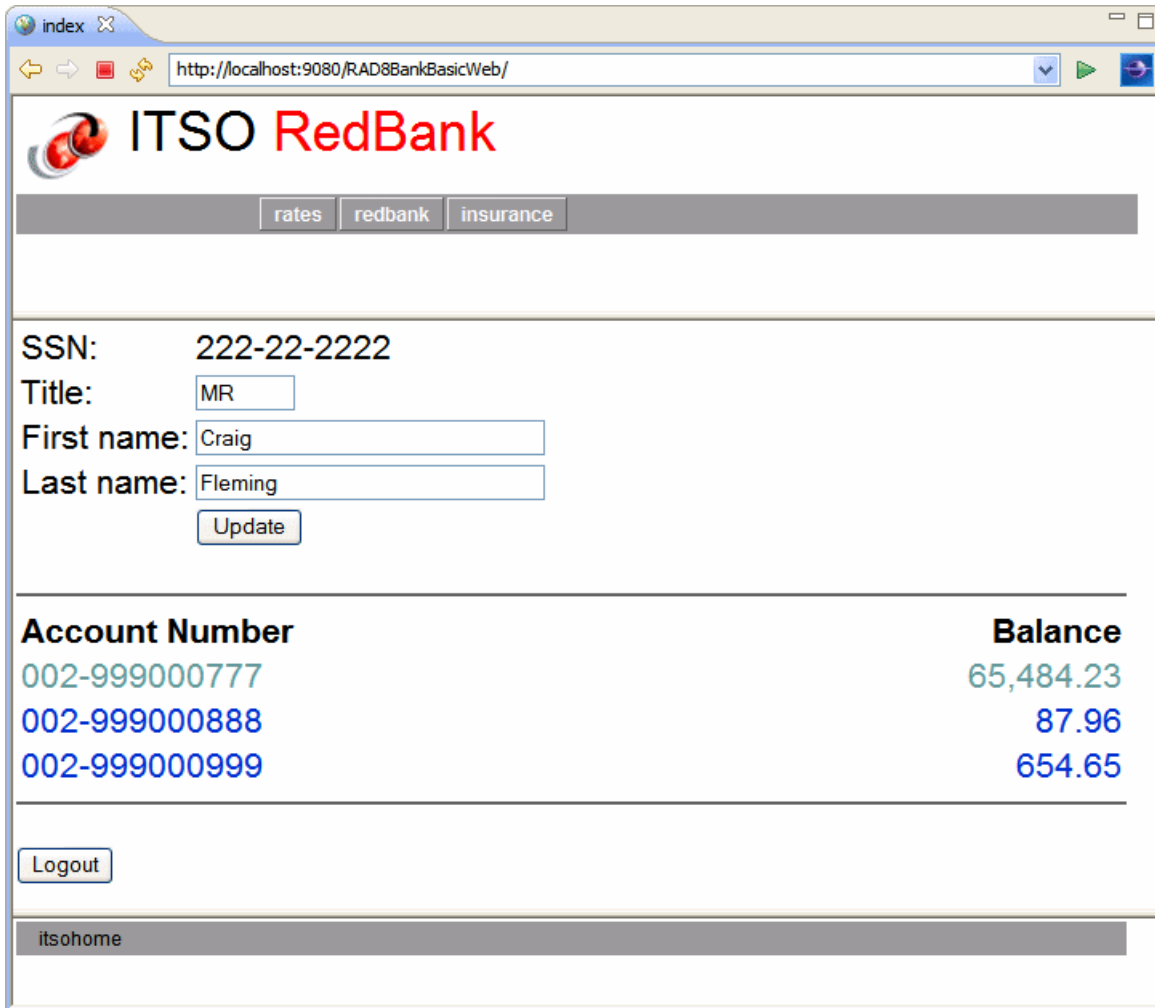 index
http://localhost:9080/RAD8BankBasicWeb/
ITSO RedBank
rates redbank insurance
SSN: 222-22-2222
Title: MR
First name: Craig
Last name: Fleming
Update
Account Number Balance
002-999000777 65,484.23
002-999000888 87.96
002-999000999 654.65
Logout
itsohome